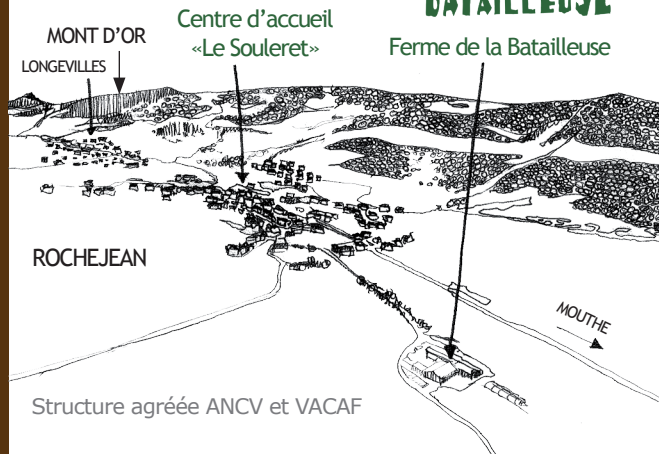 BATAILLEUSE
Centre d’accueil
«Le Souleret»
MONT D’OR
Ferme de la Batailleuse
LONGEVILLES
ROCHEJEAN
MOUTHE
Structure agréée ANCV et VACAF